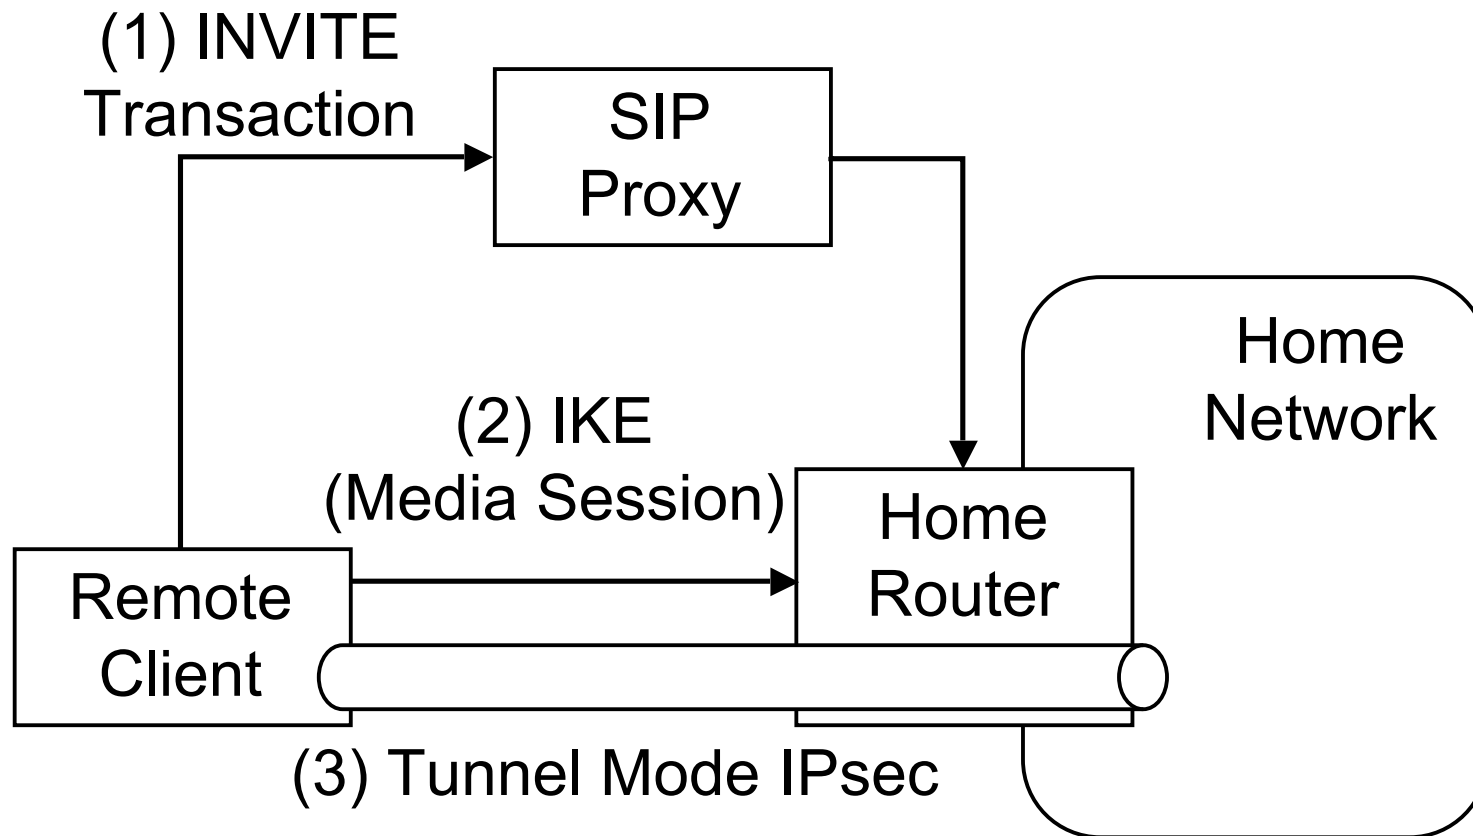 (1) INVITE
Transaction
SIP
Proxy
Home
Network
(2) IKE
(Media Session)
Home
Router
Remote
Client
(3) Tunnel Mode IPsec